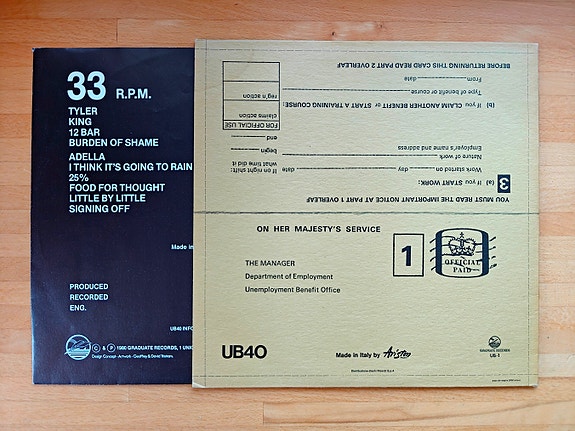 33 R.P.M.
TYLER
KING
12 BAR
BURDEN OF SHAME
ADELLA
I THINK IT'S GOING TO RAIN
25%
FOOD FOR THOUGHT
LITTLE BY LITTLE
SIGNING OFF
Made in
PRODUCED
RECORDED
ENG.
UB40 INFO
© & ℗ 1980 GRADUATE RECORDS, 1 UNION
Design Concept - Artwork - Geoffrey & David Tristram.
BEFORE RETURNING THIS CARD READ PART 2 OVERLEAF
From date
Type of benefit or course
(b) If you CLAIM ANOTHER BENEFIT or START A TRAINING COURSE:
reg'n action
claims action
FOR OFFICIAL USE
end
begin
Employer's name and address
Nature of work
If on night shift:
what time did it
Work started on day date
3 (a) If you START WORK:
YOU MUST READ THE IMPORTANT NOTICE AT PART 1 OVERLEAF
ON HER MAJESTY'S SERVICE
1
OFFICIAL
PAID
THE MANAGER
Department of Employment
Unemployment Benefit Office
UB40
Made in Italy by Ariston
GRADUATE RECORDS